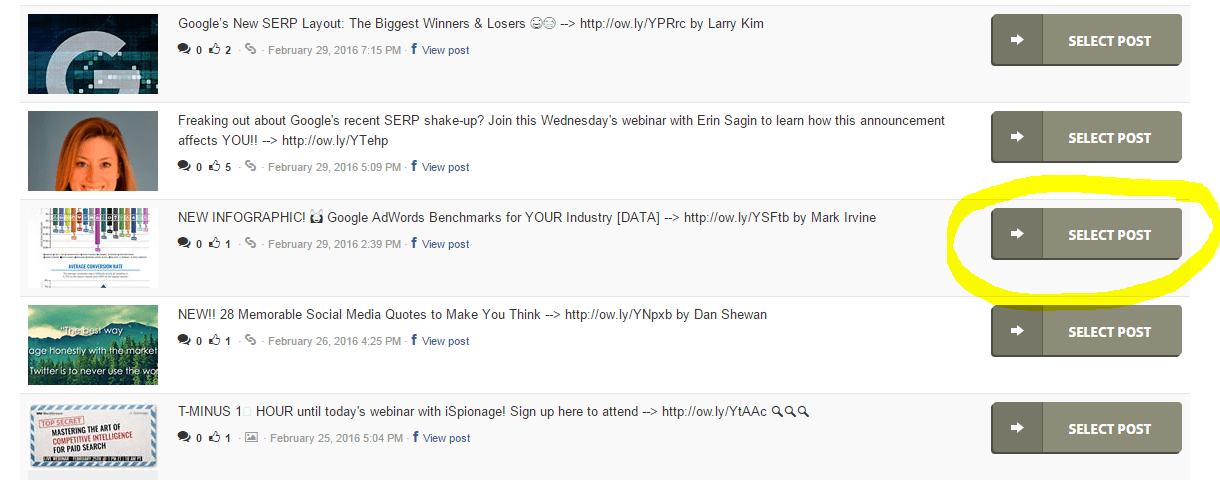 Google's New SERP Layout: The Biggest Winners & Losers 😂😔 --> http://ow.ly/YPRrc by Larry Kim
0 2 · February 29, 2016 7:15 PM · f View post
SELECT POST
Freaking out about Google's recent SERP shake-up? Join this Wednesday's webinar with Erin Sagin to learn how this announcement
affects YOU!! --> http://ow.ly/YTehp
0 5 · February 29, 2016 5:09 PM · f View post
SELECT POST
AVERAGE CONVERSION RATE
NEW INFOGRAPHIC! 🙌 Google AdWords Benchmarks for YOUR Industry [DATA] --> http://ow.ly/YSFtb by Mark Irvine
0 1 · February 29, 2016 2:39 PM · f View post
SELECT POST
"The best way
age honestly with the market
Twitter is to never use the wo
NEW!! 28 Memorable Social Media Quotes to Make You Think --> http://ow.ly/YNpxb by Dan Shewan
0 1 · February 26, 2016 4:25 PM · f View post
SELECT POST
TOP SECRET
MASTERING THE ART OF
COMPETITIVE INTELLIGENCE
FOR PAID SEARCH
T-MINUS 1 HOUR until today's webinar with iSpionage! Sign up here to attend --> http://ow.ly/YtAAc 🔍🔍🔍
0 1 · February 25, 2016 5:04 PM · f View post
SELECT POST